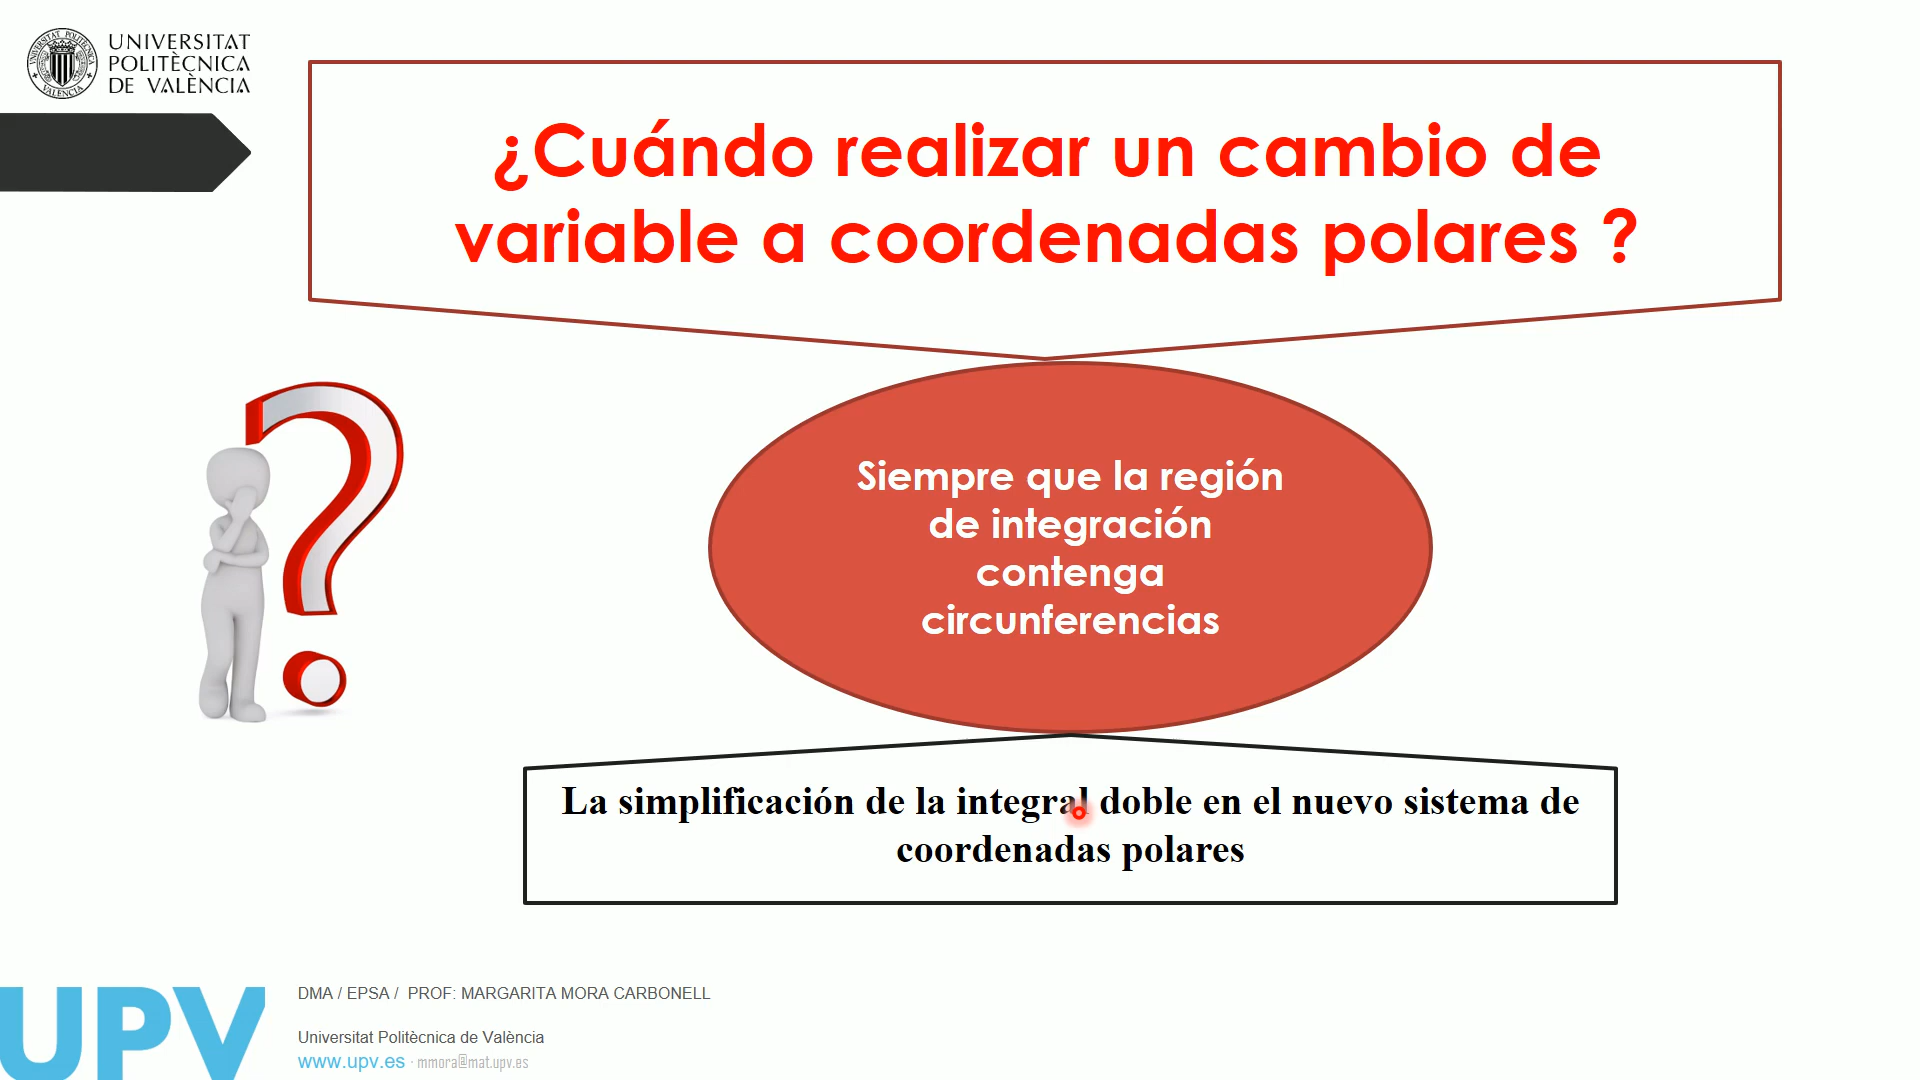 UNIVERSITAT
POLITÈCNICA
DE VALÈNCIA
¿Cuándo realizar un cambio de
variable a coordenadas polares ?
Siempre que la región
de integración
contenga
circunferencias
La simplificación de la integral doble en el nuevo sistema de
coordenadas polares
UPV
DMA / EPSA / PROF: MARGARITA MORA CARBONELL
Universitat Politècnica de València
www.upv.es · mmora@mat.upv.es